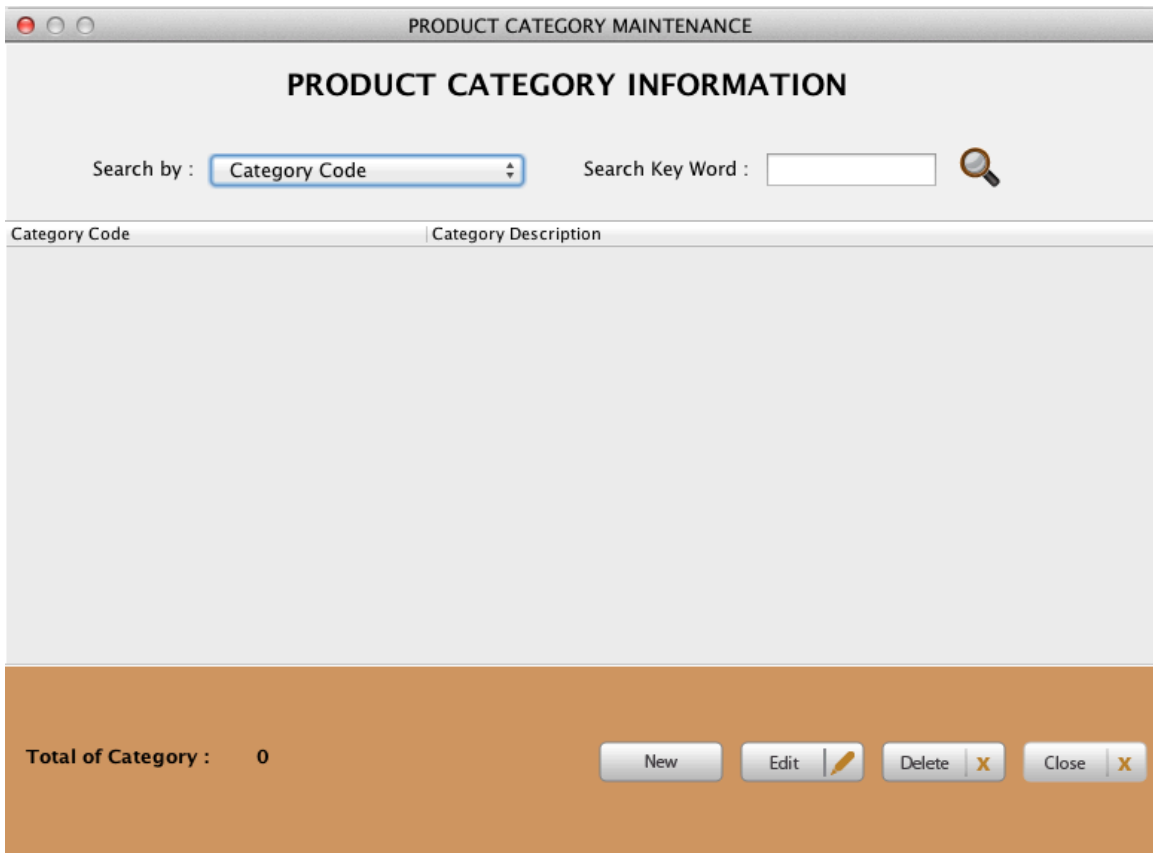 PRODUCT CATEGORY MAINTENANCE
PRODUCT CATEGORY INFORMATION
Search by : Category Code Search Key Word :
Category Code Category Description
Total of Category : 0 New Edit Delete X Close X